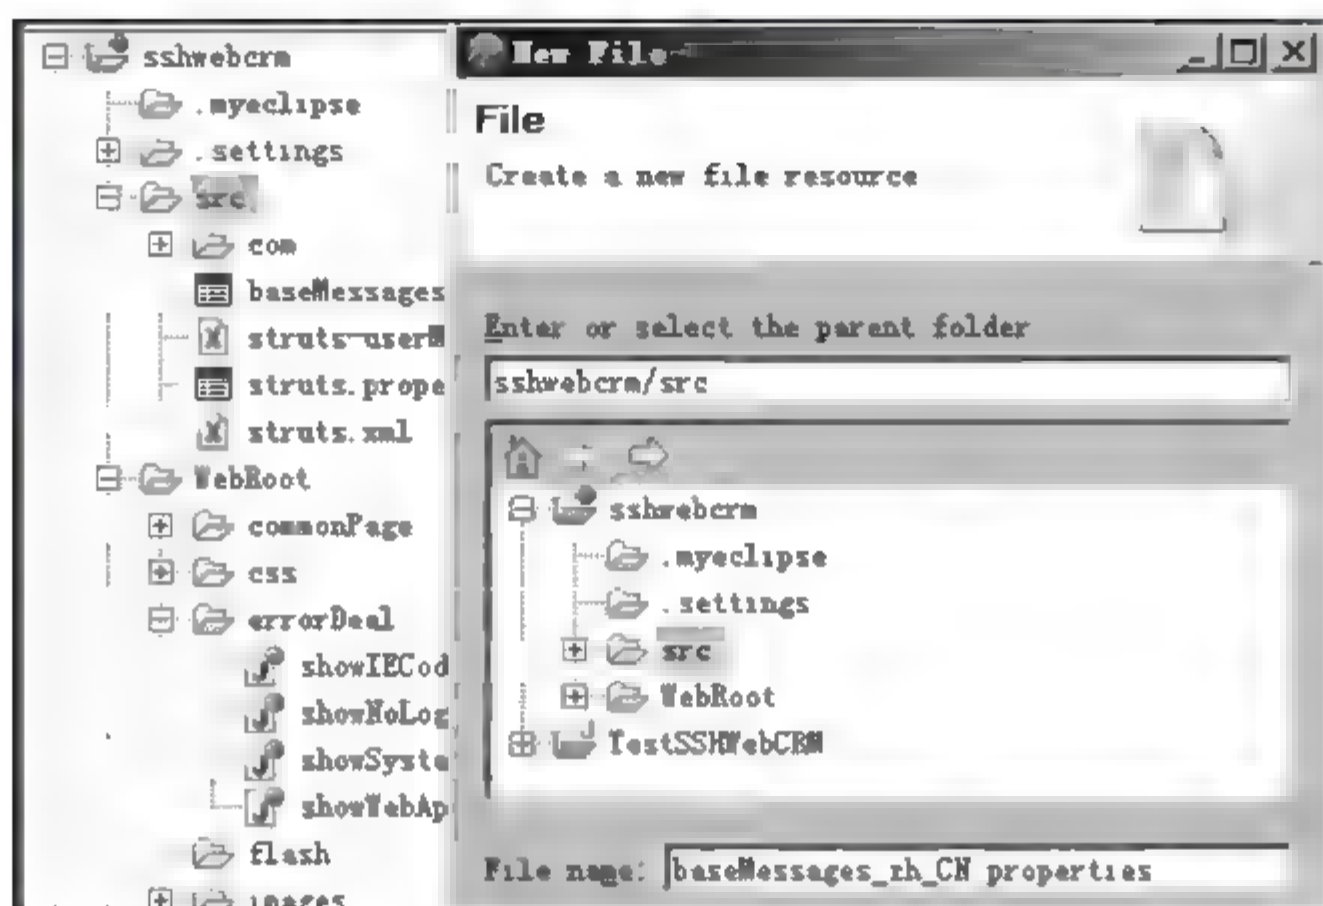 sshwebcrm
.myeclipse
.settings
src
com
baseMessages
struts-userM
struts.prope
struts.xml
WebRoot
commonPage
css
errorDeal
showIECod
showNoLog
showSyste
showWebAp
flash
images
New File
File
Create a new file resource
Enter or select the parent folder
sshwebcrm/src
sshwebcrm
.myeclipse
.settings
src
WebRoot
TestSSHWebCRM
File name: baseMessages_zh_CN properties